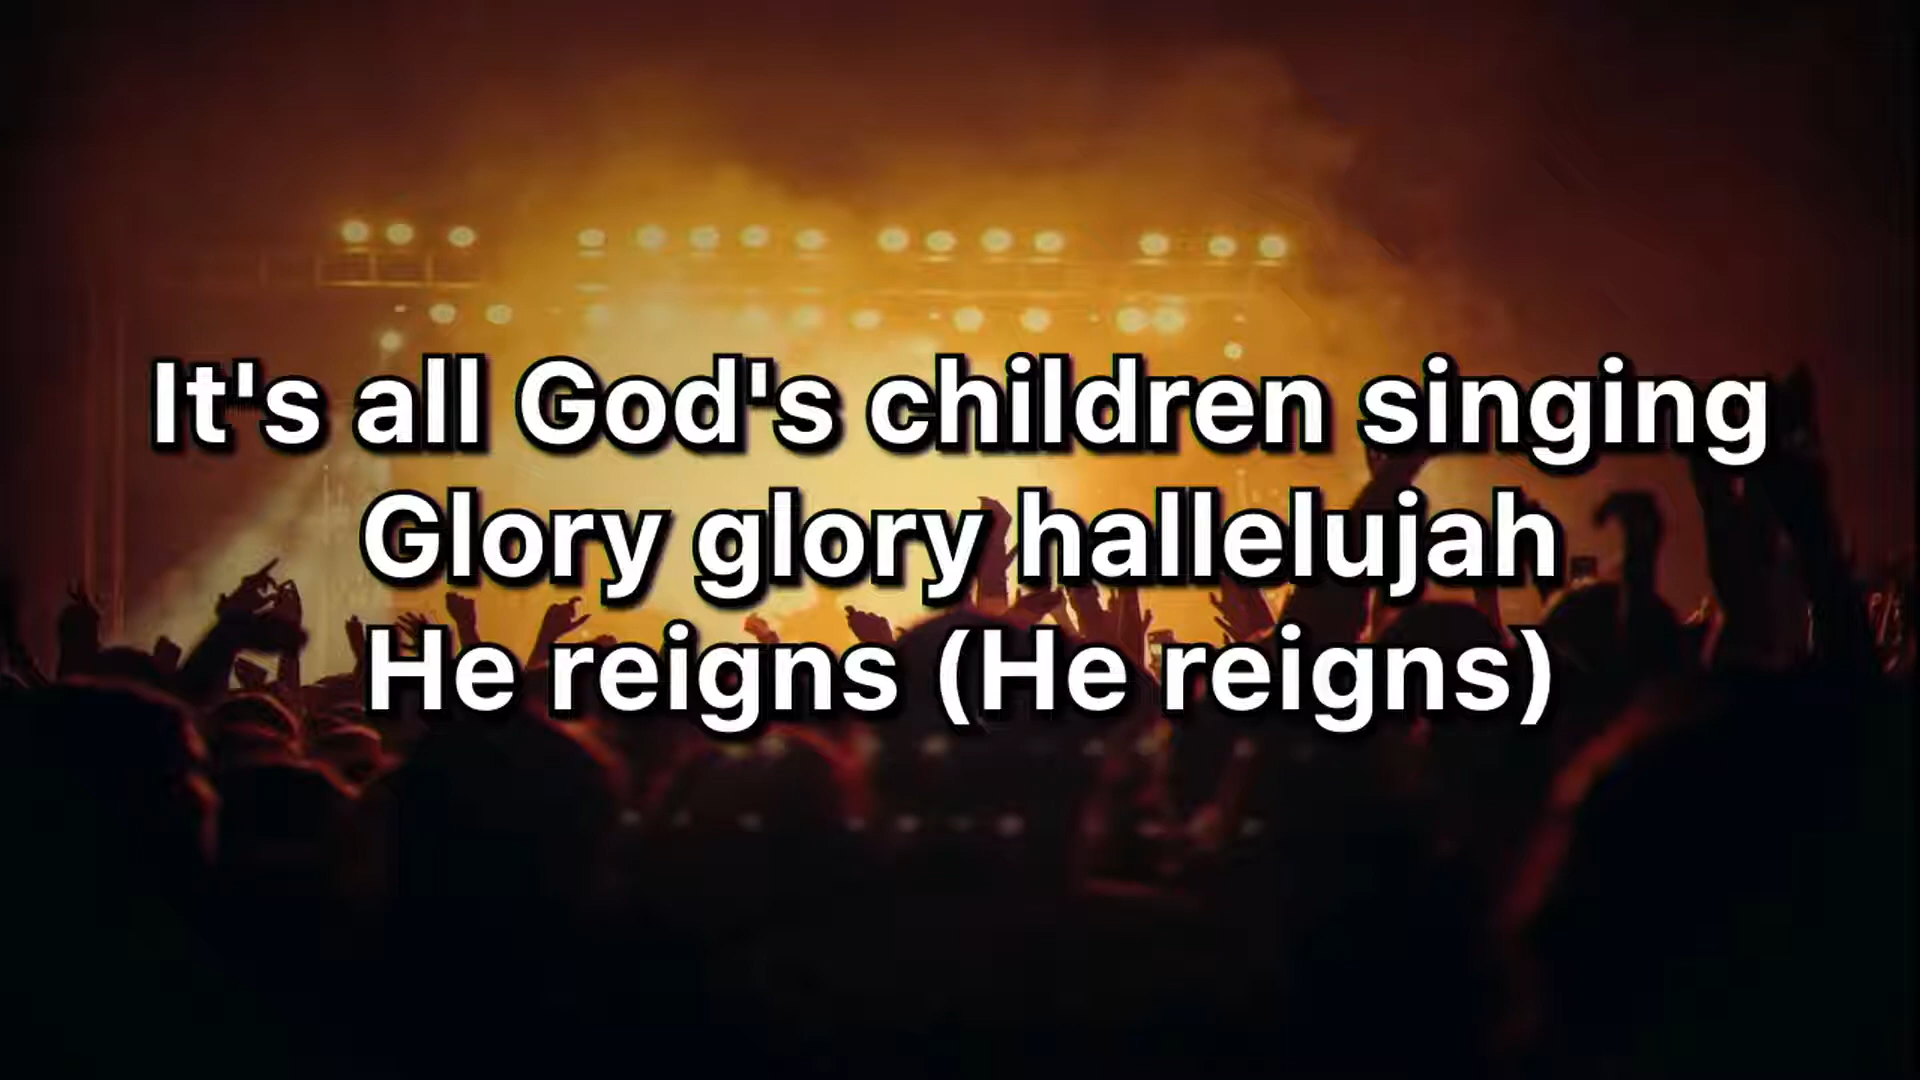 It's all God's children singing
Glory glory hallelujah
He reigns (He reigns)